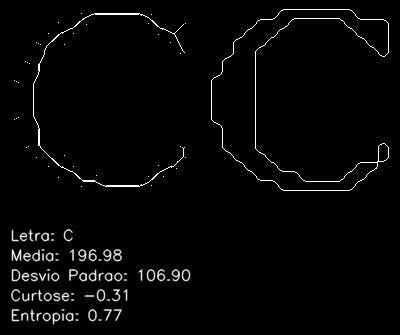 Letra: C
Media: 196.98
Desvio Padrao: 106.90
Curtose: −0.31
Entropia: 0.77